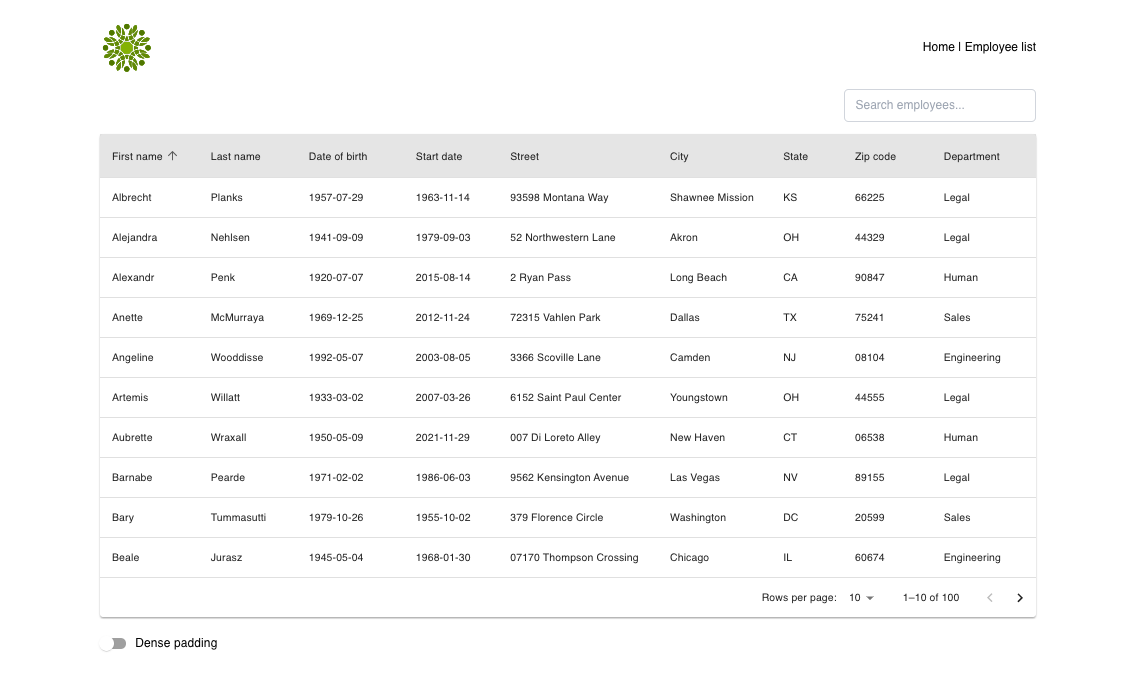 Home | Employee list
Search employees...
First name Last name Date of birth Start date Street City State Zip code Department
Albrecht Planks 1957-07-29 1963-11-14 93598 Montana Way Shawnee Mission KS 66225 Legal
Alejandra Nehlsen 1941-09-09 1979-09-03 52 Northwestern Lane Akron OH 44329 Legal
Alexandr Penk 1920-07-07 2015-08-14 2 Ryan Pass Long Beach CA 90847 Human
Anette McMurraya 1969-12-25 2012-11-24 72315 Vahlen Park Dallas TX 75241 Sales
Angeline Wooddisse 1992-05-07 2003-08-05 3366 Scoville Lane Camden NJ 08104 Engineering
Artemis Willatt 1933-03-02 2007-03-26 6152 Saint Paul Center Youngstown OH 44555 Legal
Aubrette Wraxall 1950-05-09 2021-11-29 007 Di Loreto Alley New Haven CT 06538 Human
Barnabe Pearde 1971-02-02 1986-06-03 9562 Kensington Avenue Las Vegas NV 89155 Legal
Bary Tummasutti 1979-10-26 1955-10-02 379 Florence Circle Washington DC 20599 Sales
Beale Jurasz 1945-05-04 1968-01-30 07170 Thompson Crossing Chicago IL 60674 Engineering
Rows per page: 10 1–10 of 100
Dense padding